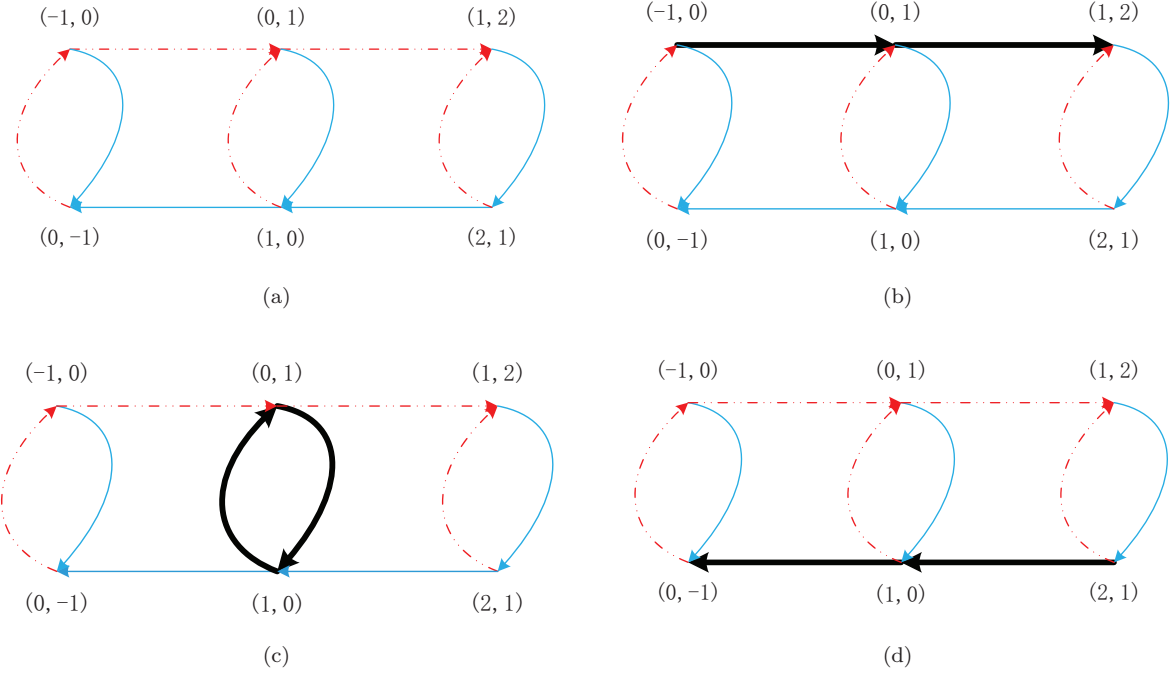 (-1,0) (0,1) (1,2)
(0,-1) (1,0) (2,1)
(a)
(-1,0) (0,1) (1,2)
(0,-1) (1,0) (2,1)
(b)
(-1,0) (0,1) (1,2)
(0,-1) (1,0) (2,1)
(c)
(-1,0) (0,1) (1,2)
(0,-1) (1,0) (2,1)
(d)